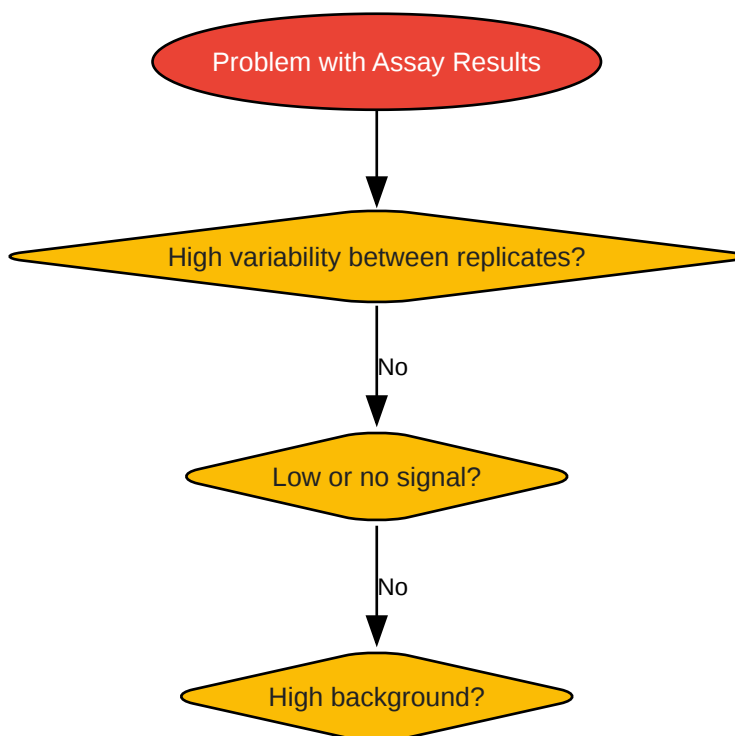 Problem with Assay Results
High variability between replicates?
No
Low or no signal?
No
High background?